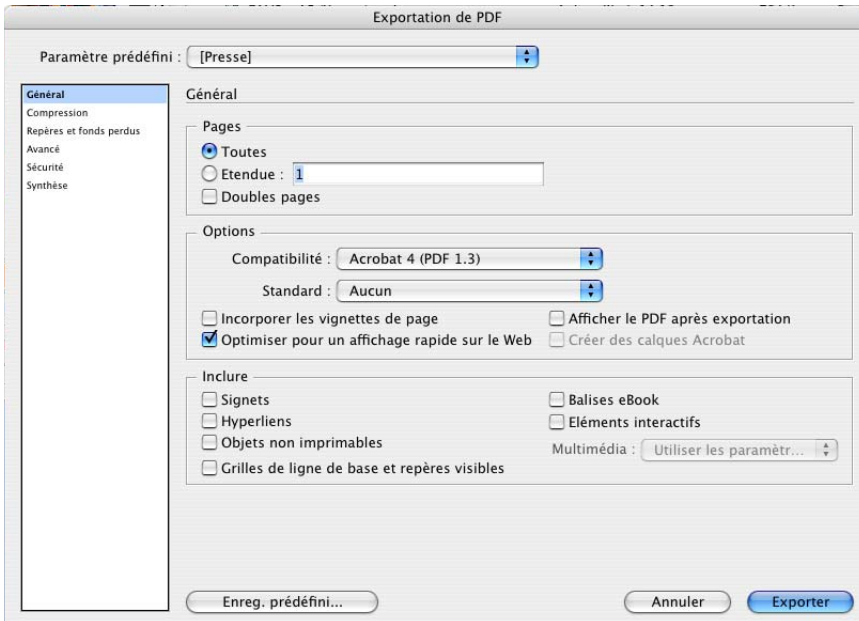 Exportation de PDF
Paramètre prédéfini : [Presse]
Général
Compression
Repères et fonds perdus
Avancé
Sécurité
Synthèse
Général
Pages
Toutes
Etendue : 1
Doubles pages
Options
Compatibilité : Acrobat 4 (PDF 1.3)
Standard : Aucun
Incorporer les vignettes de page
Afficher le PDF après exportation
Optimiser pour un affichage rapide sur le Web
Créer des calques Acrobat
Inclure
Signets
Balises eBook
Hyperliens
Eléments interactifs
Objets non imprimables
Multimédia : Utiliser les paramètr...
Grilles de ligne de base et repères visibles
Enreg. prédéfini...
Annuler
Exporter